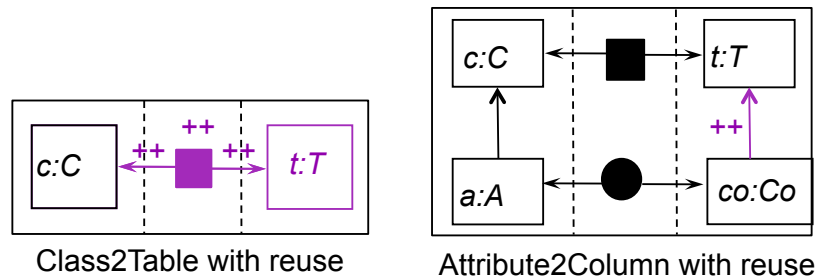 c:C
++
++
++
t:T
Class2Table with reuse
c:C
t:T
++
a:A
co:Co
Attribute2Column with reuse